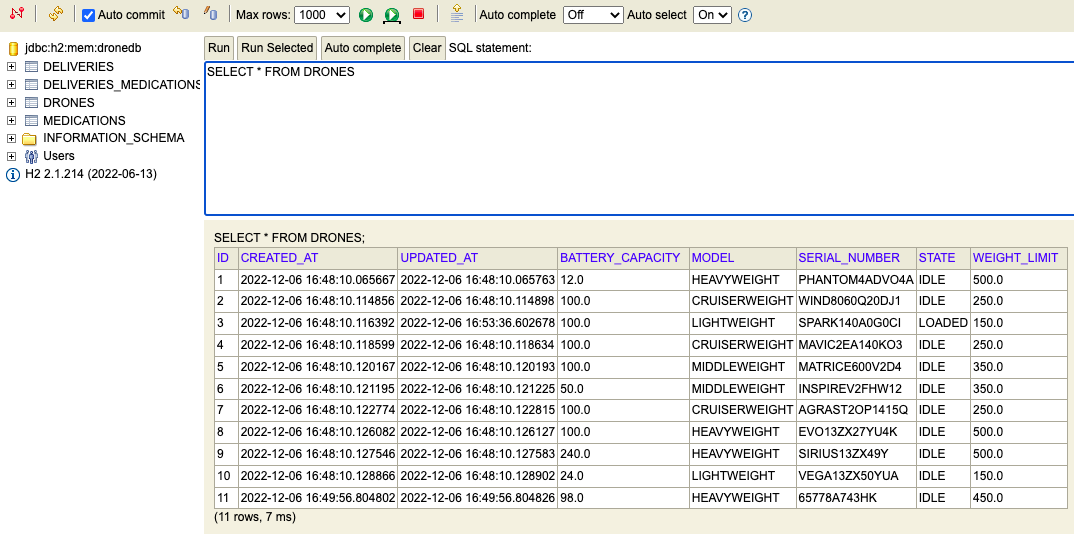 Auto commit Max rows: 1000 Auto complete Off Auto select On
jdbc:h2:mem:dronedb
DELIVERIES
DELIVERIES_MEDICATIONS
DRONES
MEDICATIONS
INFORMATION_SCHEMA
Users
H2 2.1.214 (2022-06-13)
Run Run Selected Auto complete Clear SQL statement:
SELECT * FROM DRONES
SELECT * FROM DRONES;
ID CREATED_AT UPDATED_AT BATTERY_CAPACITY MODEL SERIAL_NUMBER STATE WEIGHT_LIMIT
1 2022-12-06 16:48:10.065667 2022-12-06 16:48:10.065763 12.0 HEAVYWEIGHT PHANTOM4ADVO4A IDLE 500.0
2 2022-12-06 16:48:10.114856 2022-12-06 16:48:10.114898 100.0 CRUISERWEIGHT WIND8060Q20DJ1 IDLE 250.0
3 2022-12-06 16:48:10.116392 2022-12-06 16:53:36.602678 100.0 LIGHTWEIGHT SPARK140A0G0CI LOADED 150.0
4 2022-12-06 16:48:10.118599 2022-12-06 16:48:10.118634 100.0 CRUISERWEIGHT MAVIC2EA140KO3 IDLE 250.0
5 2022-12-06 16:48:10.120167 2022-12-06 16:48:10.120193 100.0 MIDDLEWEIGHT MATRICE600V2D4 IDLE 350.0
6 2022-12-06 16:48:10.121195 2022-12-06 16:48:10.121225 50.0 MIDDLEWEIGHT INSPIREV2FHW12 IDLE 350.0
7 2022-12-06 16:48:10.122774 2022-12-06 16:48:10.122815 100.0 CRUISERWEIGHT AGRAST2OP1415Q IDLE 250.0
8 2022-12-06 16:48:10.126082 2022-12-06 16:48:10.126127 100.0 HEAVYWEIGHT EVO13ZX27YU4K IDLE 500.0
9 2022-12-06 16:48:10.127546 2022-12-06 16:48:10.127583 240.0 HEAVYWEIGHT SIRIUS13ZX49Y IDLE 500.0
10 2022-12-06 16:48:10.128866 2022-12-06 16:48:10.128902 24.0 LIGHTWEIGHT VEGA13ZX50YUA IDLE 150.0
11 2022-12-06 16:49:56.804802 2022-12-06 16:49:56.804826 98.0 HEAVYWEIGHT 65778A743HK IDLE 450.0
(11 rows, 7 ms)